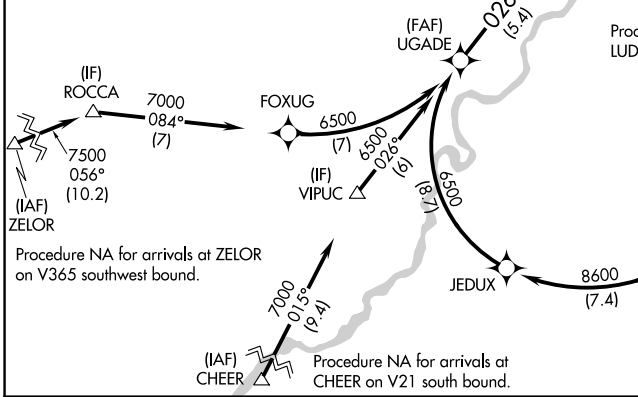 026°
(5.4)
(FAF)
UGADE
Proc
LUD
(IF)
ROCCA
7000
084°
(7)
FOXUG
6500
(7)
6500
026°
(6)
(IF)
VIPUC
6500
(8.7)
7500
056°
(10.2)
(IAF)
ZELOR
Procedure NA for arrivals at ZELOR
on V365 southwest bound.
JEDUX
8600
(7.4)
7000
015°
(9.4)
(IAF)
CHEER
Procedure NA for arrivals at
CHEER on V21 south bound.